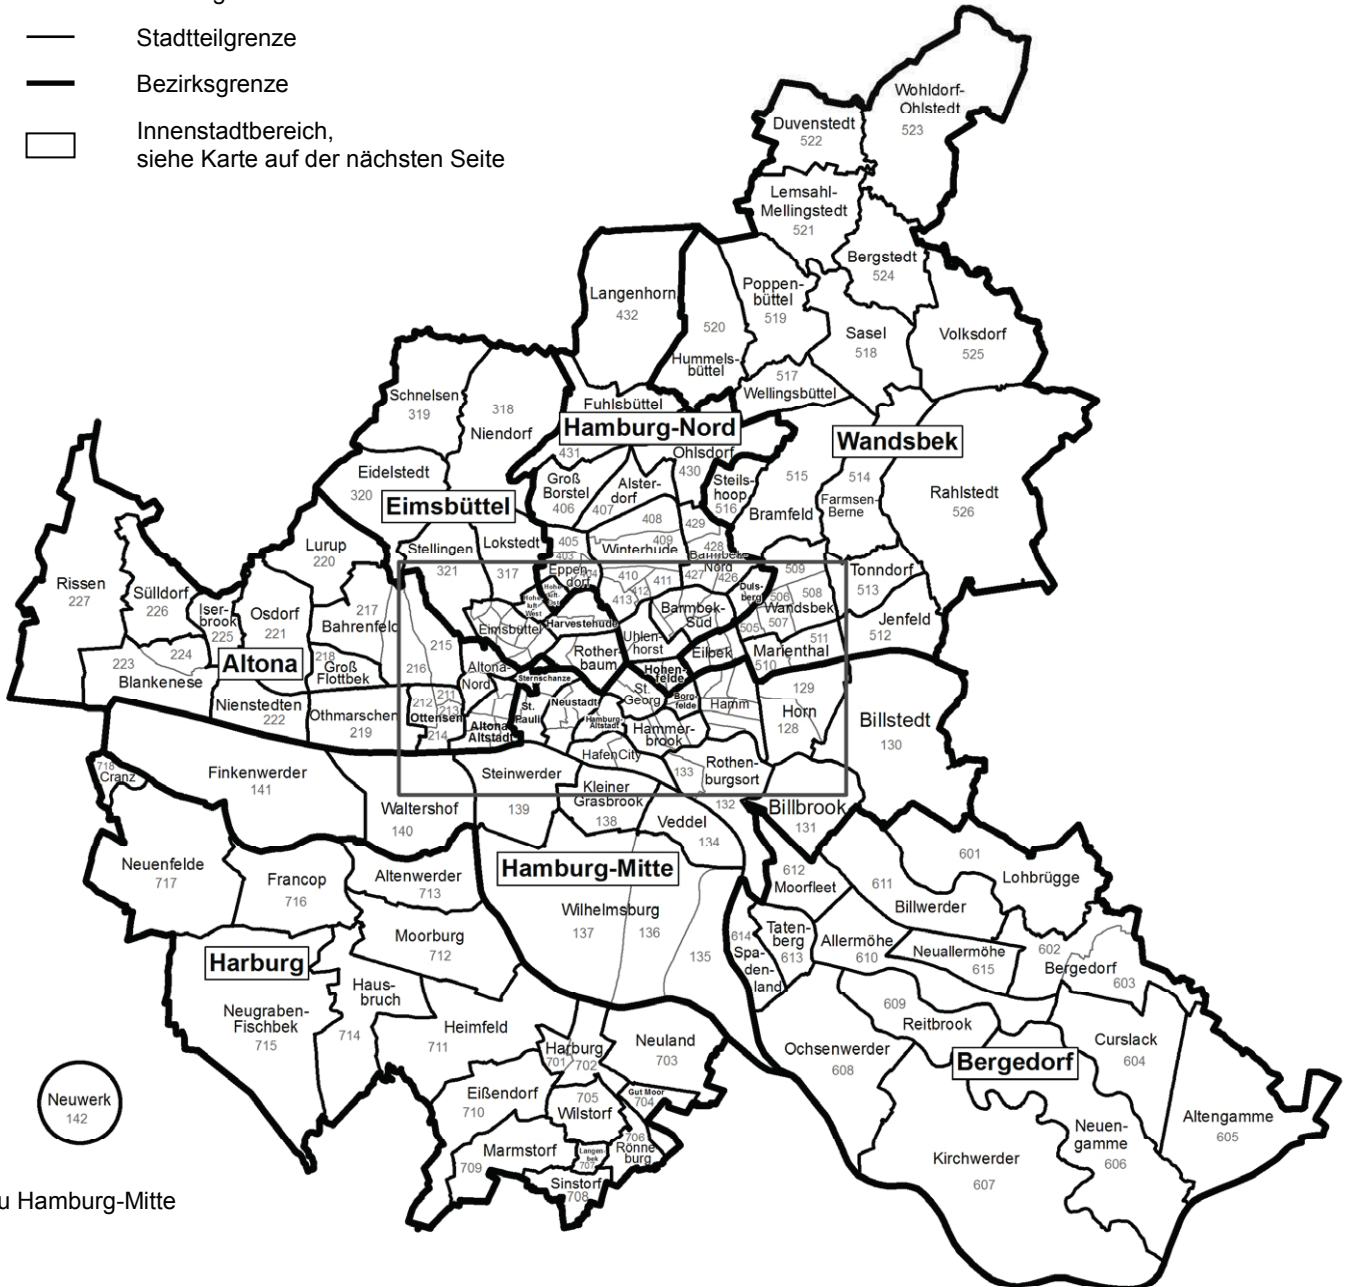 Stadtteilgrenze
Bezirksgrenze
Innenstadtbereich,
siehe Karte auf der nächsten Seite
Wohldorf-
Ohlstedt
523
Duvenstedt
522
Lemsahl-
Mellingstedt
521
Bergstedt
524
Poppen-
büttel
519
Langenhorn
432
520
Hummels-
büttel
Sasel
518
Volksdorf
525
517
Wellingsbüttel
Schnelsen
319
318
Niendorf
Fuhlsbüttel
Hamburg-Nord
431
Ohlsdorf
430
Wandsbek
Eidelstedt
320
Eimsbüttel
Groß
Borstel
406
Alster-
dorf
407
Steils-
hoop
516
515
Bramfeld
514
Farmsen-
Berne
Rahlstedt
526
Lurup
220
Stellingen
321
Lokstedt
317
405
408
409
Winterhude
429
428
Barmbek-
Nord
427
426
403
404
Eppen-
dorf
410
411
412
413
Hohe
luft
West
Duls-
berg
509
506
508
Wandsbek
507
505
Tonndorf
513
Jenfeld
512
Rissen
227
Sülldorf
226
Iser-
brook
225
Osdorf
221
217
Bahrenfeld
Eimsbüttel
Harvestehude
Barmbek-
Süd
Uhlen-
horst
Eilbek
511
Marienthal
510
223
224
Blankenese
Altona
218
Groß
Flottbek
215
216
Altona-
Nord
Rother-
baum
Sternschanze
Hohen-
felde
Nienstedten
222
Othmarschen
219
211
212
213
Ottensen
214
Altona
Altstadt
St.
Pauli
Neustadt
Hamburg-
Altstadt
St.
Georg
Borg-
felde
Hamm
Hammer-
brook
129
Horn
128
Billstedt
130
718
Cranz
Finkenwerder
141
Waltershof
140
Steinwerder
139
HafenCity
Kleiner
Grasbrook
138
133
Rothen-
burgsort
132
Veddel
134
Billbrook
131
Neuenfelde
717
Francop
716
Altenwerder
713
Hamburg-Mitte
Wilhelmsburg
137
136
135
612
Moorfleet
611
Billwerder
601
Lohbrügge
Moorburg
712
Harburg
614
Spa-
den-
land
Taten-
berg
613
Allermöhe
610
Neuallermöhe
615
602
Bergedorf
603
Neugraben-
Fischbek
715
Haus-
bruch
714
Heimfeld
711
Harburg
701
702
Neuland
703
609
Reitbrook
Ochsenwerder
608
Bergedorf
Curslack
604
Neuwerk
142
Eißendorf
710
705
Wilstorf
Gut Moor
704
706
Rönne
burg
Marmstorf
709
Langen-
bek
707
Sinstorf
708
Altengamme
605
Neuen-
gamme
606
Kirchwerder
607
u Hamburg-Mitte